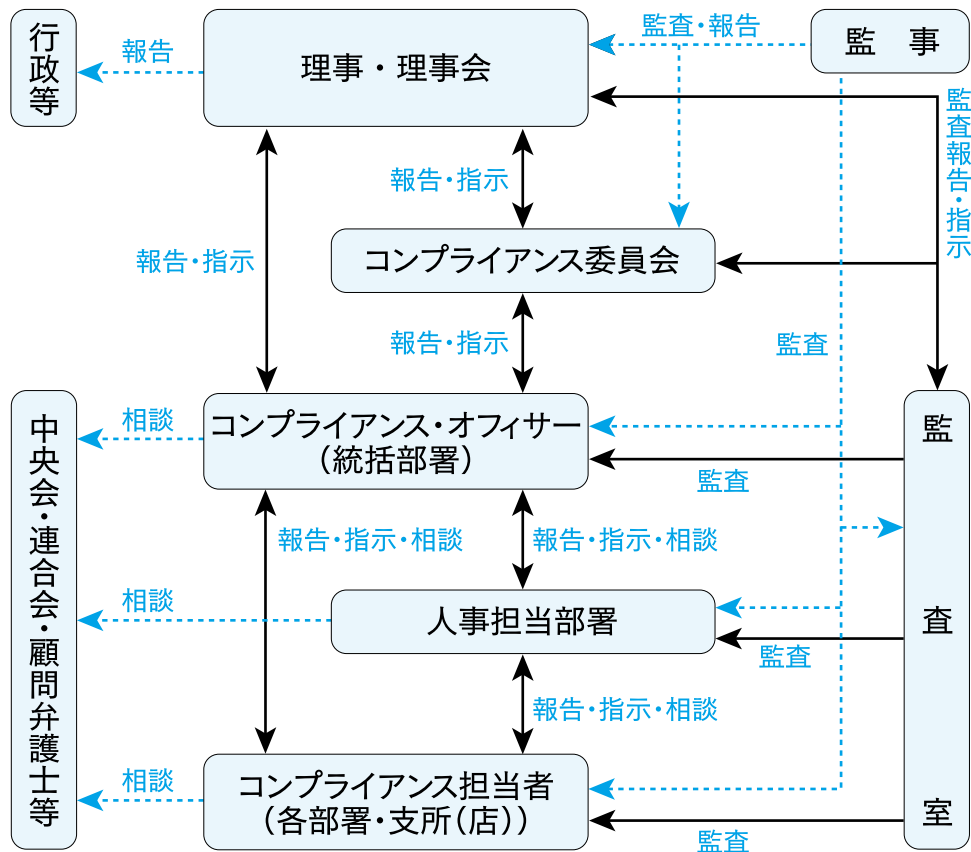 行政等
報告
理事・理事会
監査・報告
監　事
監査報告・指示
報告・指示
報告・指示
コンプライアンス委員会
報告・指示
監査
中央会・連合会・顧問弁護士等
相談
コンプライアンス・オフィサー
（統括部署）
監査
監査室
報告・指示・相談
報告・指示・相談
相談
人事担当部署
監査
報告・指示・相談
相談
コンプライアンス担当者
（各部署・支所（店））
監査